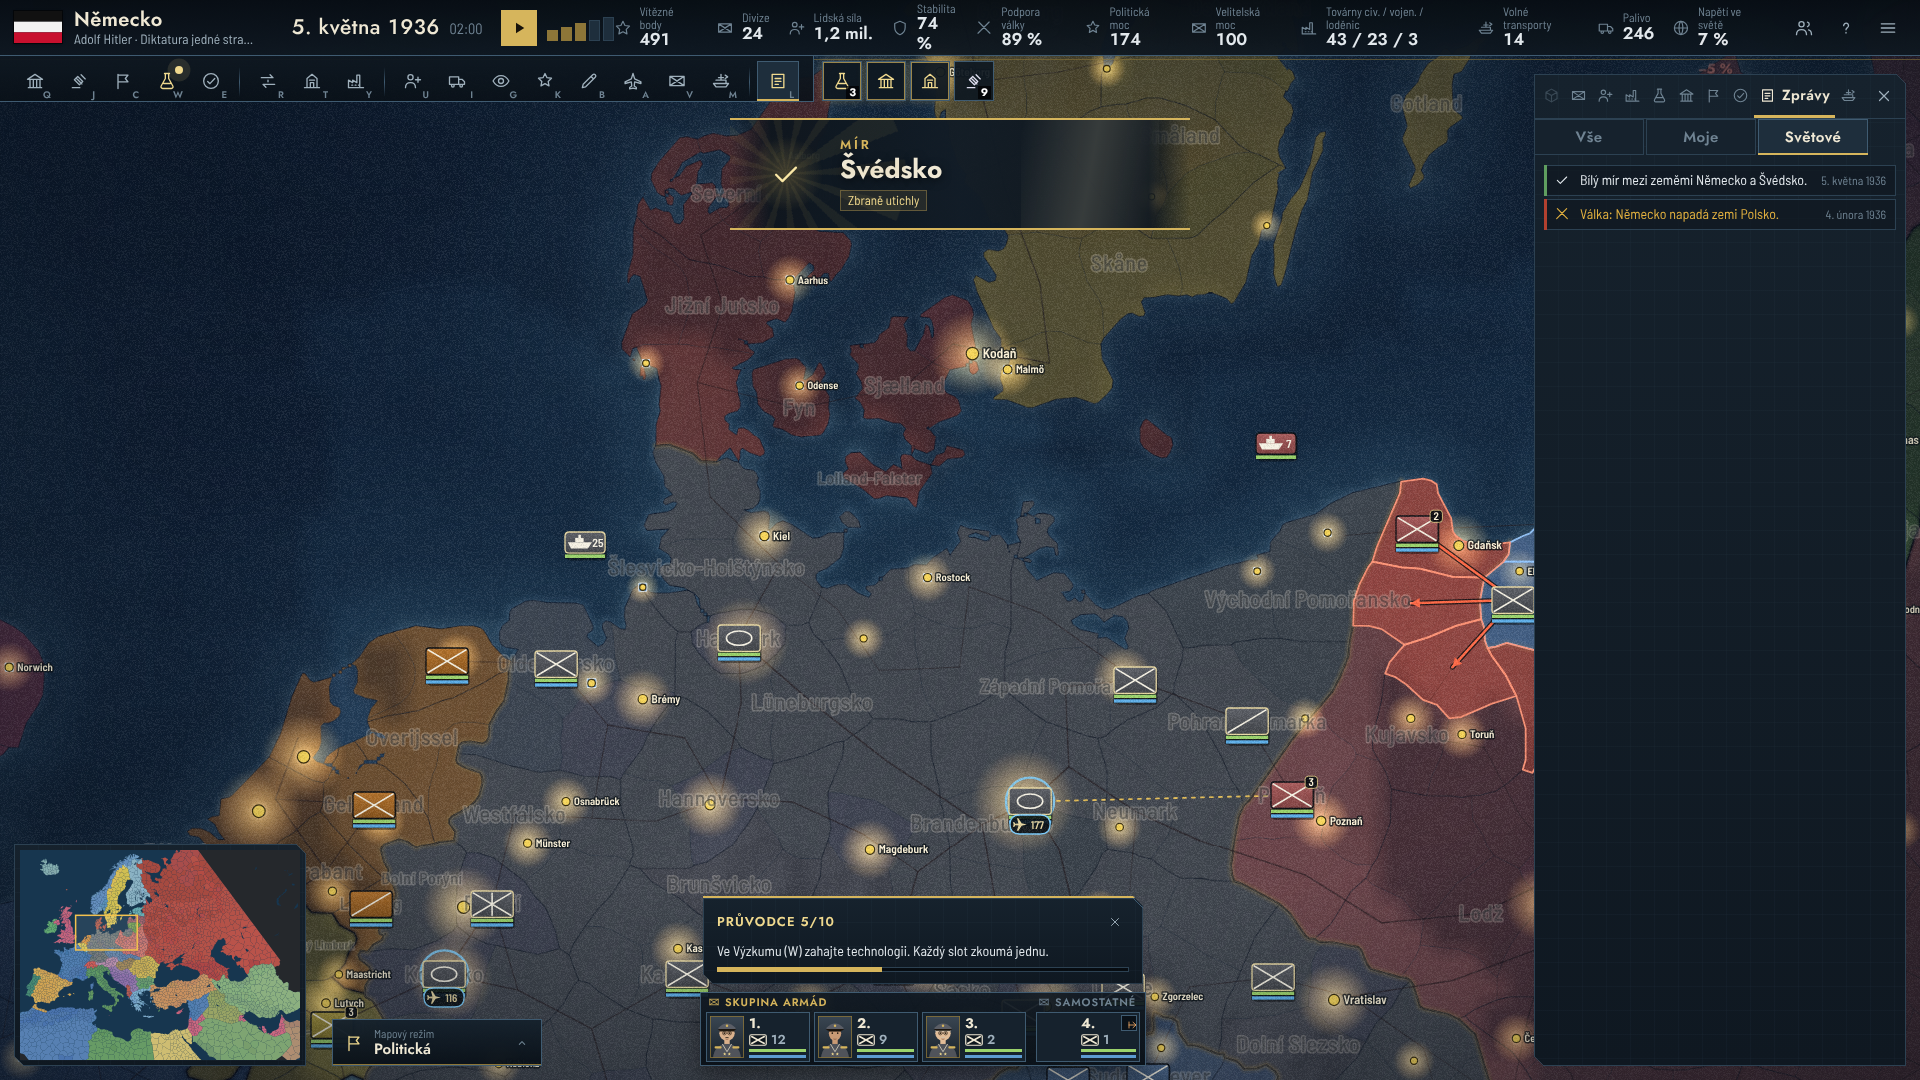 Německo
Adolf Hitler · Diktatura jedné stra...
5. května 1936 02:00
Vítězné body
491
Divize
24
Lidská síla
1,2 mil.
Stabilita
74 %
Podpora války
89 %
Politická moc
174
Velitelská moc
100
Továrny civ. / vojen. / loděnic
43 / 23 / 3
Volné transporty
14
Palivo
246
Napětí ve světě
7 %
?
Q
J
C
W
E
R
T
Y
U
I
G
K
B
A
V
M
L
3
9
-5 %
Gotland
Zprávy
Vše
Moje
Světové
Bílý mír mezi zeměmi Německo a Švédsko.
5. května 1936
Válka: Německo napadá zemi Polsko.
4. února 1936
MÍR
Švédsko
Zbraně utichly
Skåne
Aarhus
Jižní Jutsko
Kodaň
Malmö
Odense
Sjælland
Fyn
Lolland-Falster
7
2
Gdaňsk
25
Kiel
Šlesvicko-Holštýnsko
Rostock
Východní Pomořansko
Norwich
Brémy
Lüneburgsko
Kujavsko
Toruň
Overijssel
Osnabrück
Hannoversko
Westfálsko
Münster
Magdeburk
177
Neumark
3
Poznaň
Brunšvicko
Dolní Porýní
Lodž
Maastricht
Lutych
3
116
PRŮVODCE 5/10
Ve Výzkumu (W) zahajte technologii. Každý slot zkoumá jednu.
Zgorzelec
Vratislav
Dolní Slezsko
Mapový režim
Politická
SKUPINA ARMÁD
SAMOSTATNÉ
1.
12
2.
9
3.
2
4.
1